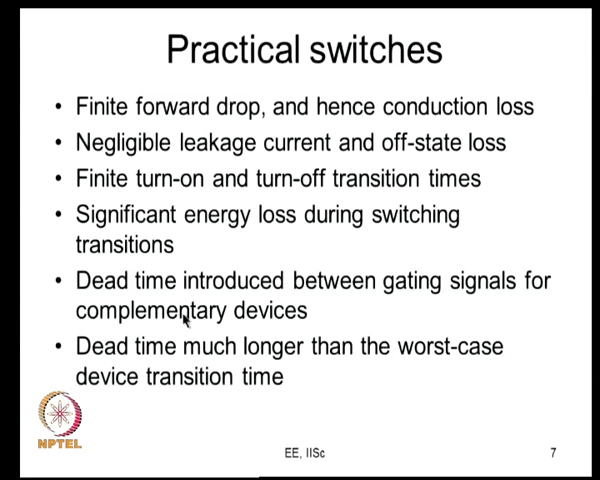 Practical switches
• Finite forward drop, and hence conduction loss
• Negligible leakage current and off-state loss
• Finite turn-on and turn-off transition times
• Significant energy loss during switching
transitions
• Dead time introduced between gating signals for
complementary devices
• Dead time much longer than the worst-case
device transition time
NPTEL
EE, IISc
7